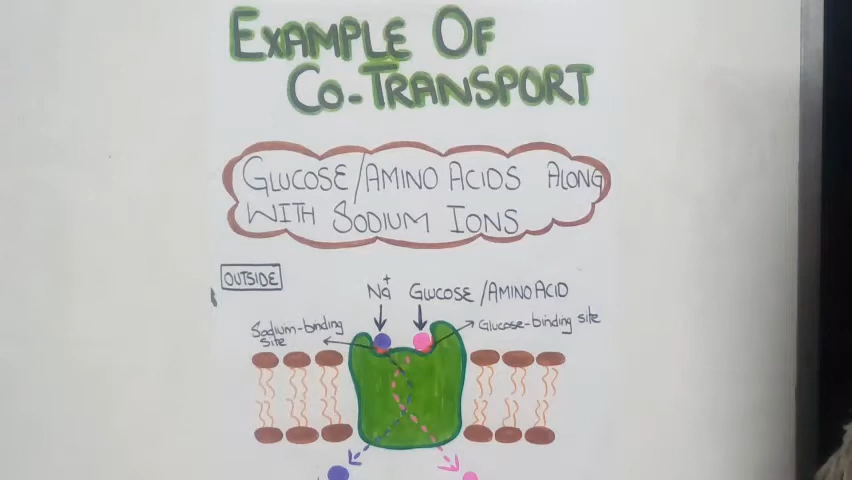 EXAMPLE OF
CO-TRANSPORT
GLUCOSE/AMINO ACIDS ALONG
WITH SODIUM IONS
OUTSIDE
Na+ GLUCOSE/AMINO ACID
Sodium-binding
site
Glucose-binding site